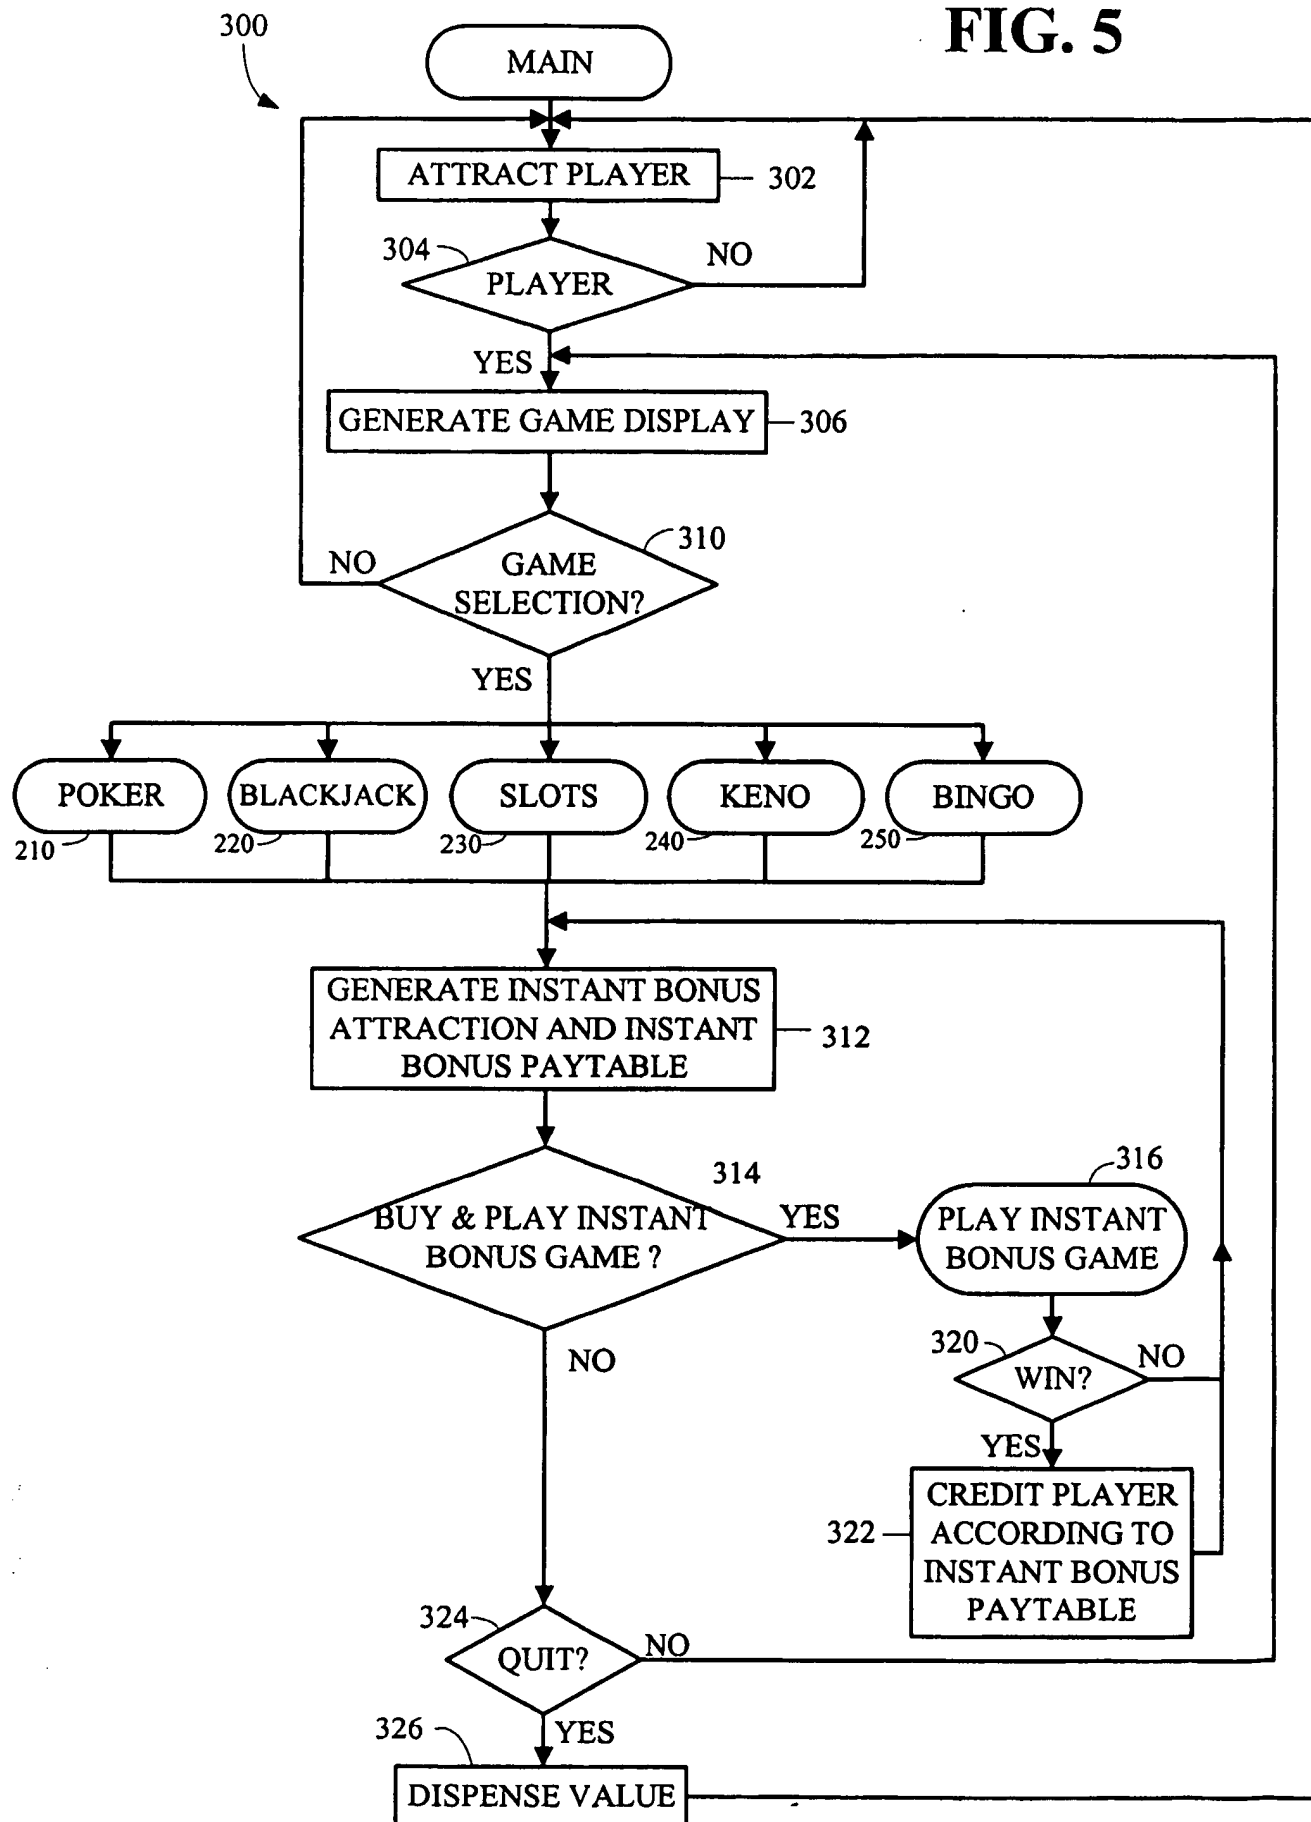 FIG. 5
300
MAIN
ATTRACT PLAYER
302
304
PLAYER
NO
YES
GENERATE GAME DISPLAY
306
310
GAME
SELECTION?
NO
YES
POKER
BLACKJACK
SLOTS
KENO
BINGO
210
220
230
240
250
GENERATE INSTANT BONUS
ATTRACTION AND INSTANT
BONUS PAYTABLE
312
314
BUY & PLAY INSTANT
BONUS GAME ?
YES
316
PLAY INSTANT
BONUS GAME
NO
320
WIN?
NO
YES
322
CREDIT PLAYER
ACCORDING TO
INSTANT BONUS
PAYTABLE
324
QUIT?
NO
YES
326
DISPENSE VALUE